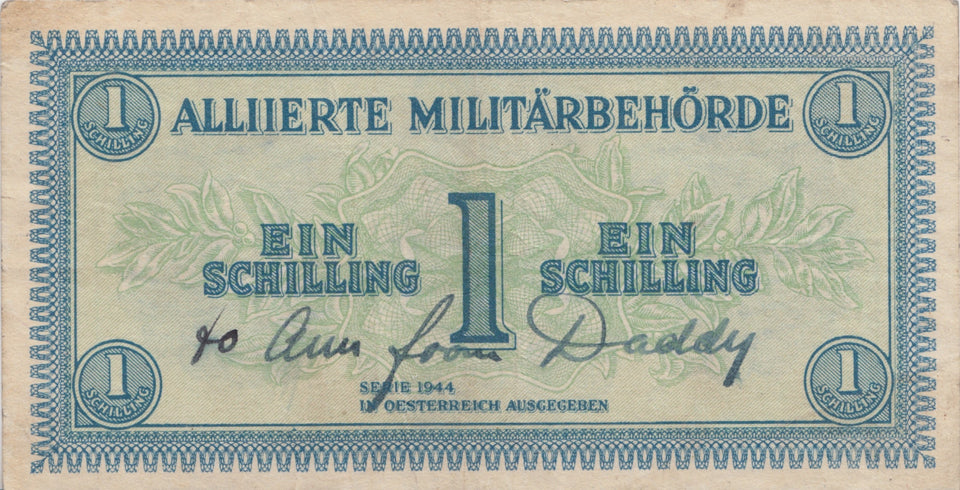 1 SCHILLING ALLIIERTE MILITÄRBEHÖRDE 1 SCHILLING
EIN SCHILLING 1 EIN SCHILLING
to Ann from Daddy
SERIE 1944
IN OESTERREICH AUSGEGEBEN
1 SCHILLING 1 SCHILLING